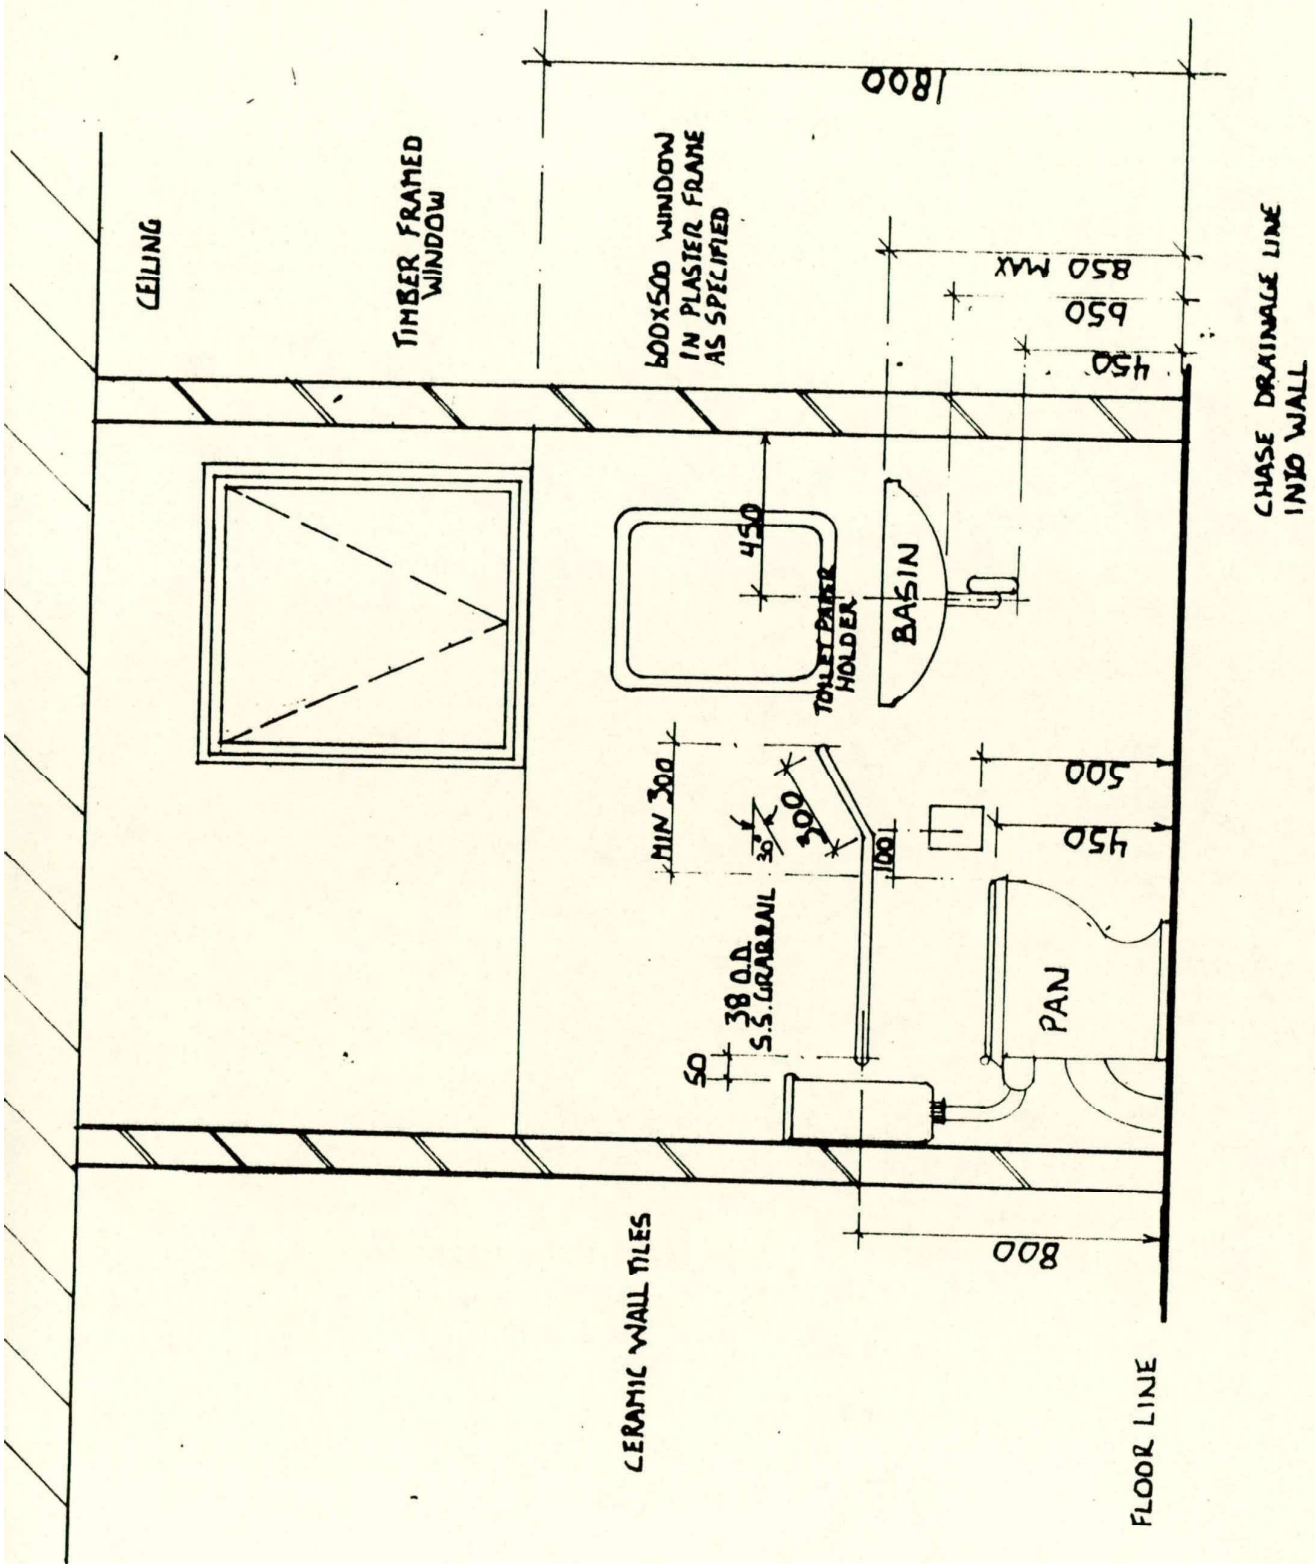 CEILING
TIMBER FRAMED
WINDOW
600X500 WINDOW
IN PLASTER FRAME
AS SPECIFIED
1800
CERAMIC WALL TILES
MIN 300
450
50
38 O.D.
S.S. GRABRAIL
30°
300
100
TOILET PAPER
HOLDER
BASIN
850 MAX
650
450
800
PAN
450
500
FLOOR LINE
CHASE DRAINAGE LINE
INTO WALL